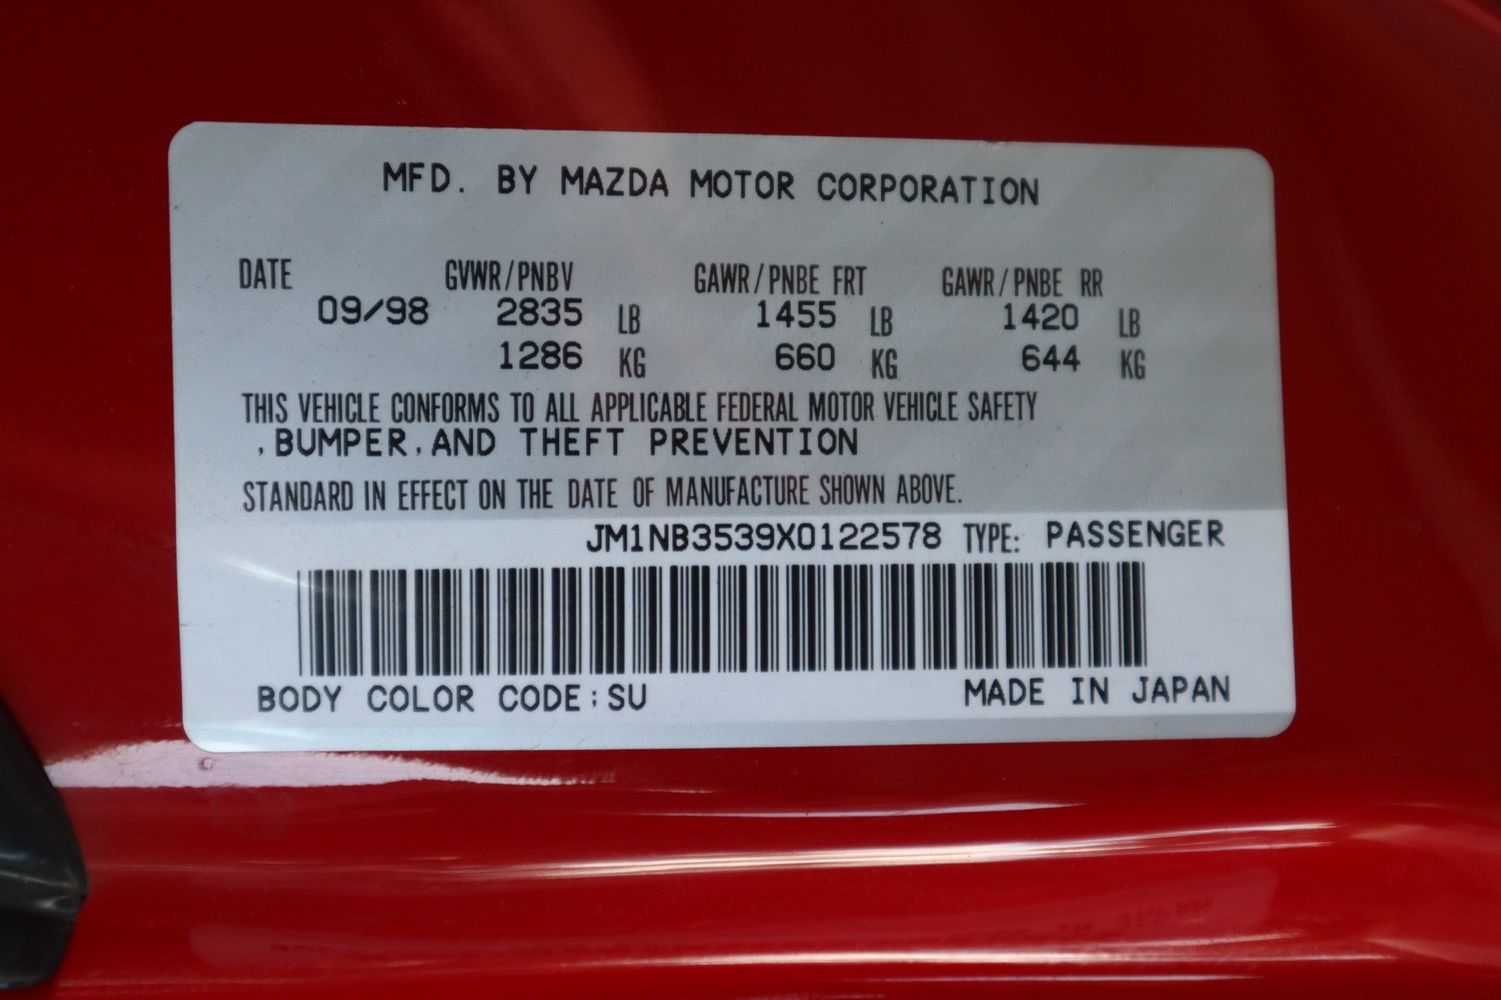 MFD. BY MAZDA MOTOR CORPORATION
DATE GVWR/PNBV GAWR/PNBE FRT GAWR/PNBE RR
09/98 2835 LB 1455 LB 1420 LB
1286 KG 660 KG 644 KG
THIS VEHICLE CONFORMS TO ALL APPLICABLE FEDERAL MOTOR VEHICLE SAFETY
,BUMPER,AND THEFT PREVENTION
STANDARD IN EFFECT ON THE DATE OF MANUFACTURE SHOWN ABOVE.
JM1NB3539X0122578 TYPE: PASSENGER
BODY COLOR CODE:SU MADE IN JAPAN